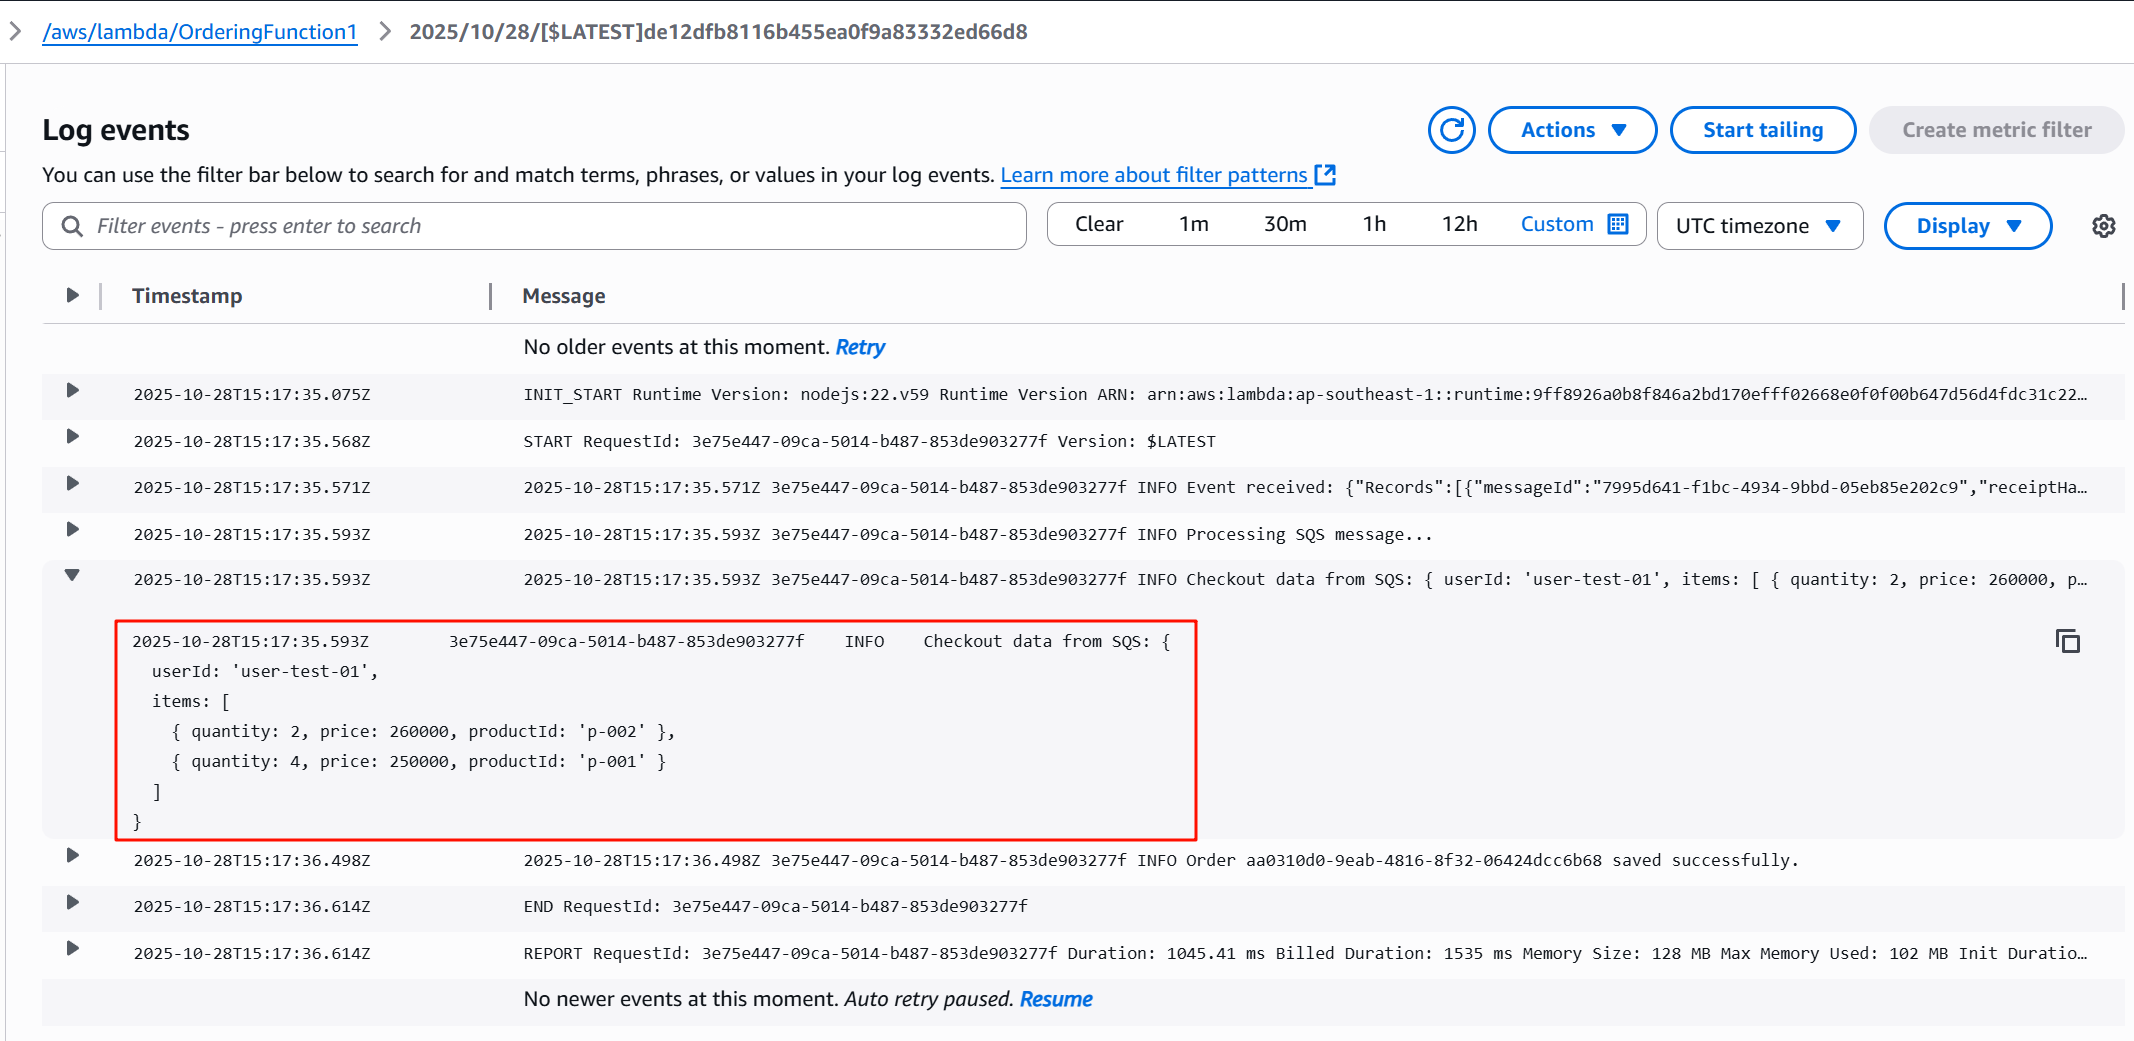 /aws/lambda/OrderingFunction1 > 2025/10/28/[$LATEST]de12dfb8116b455ea0f9a83332ed66d8
Log events
Actions
Start tailing
Create metric filter
You can use the filter bar below to search for and match terms, phrases, or values in your log events. Learn more about filter patterns
Filter events - press enter to search
Clear 1m 30m 1h 12h Custom
UTC timezone
Display
Timestamp Message
No older events at this moment. Retry
2025-10-28T15:17:35.075Z INIT_START Runtime Version: nodejs:22.v59 Runtime Version ARN: arn:aws:lambda:ap-southeast-1::runtime:9ff8926a0b8f846a2bd170efff02668e0f0f00b647d56d4fdc31c22…
2025-10-28T15:17:35.568Z START RequestId: 3e75e447-09ca-5014-b487-853de903277f Version: $LATEST
2025-10-28T15:17:35.571Z 2025-10-28T15:17:35.571Z 3e75e447-09ca-5014-b487-853de903277f INFO Event received: {"Records":[{"messageId":"7995d641-f1bc-4934-9bbd-05eb85e202c9","receiptHa…
2025-10-28T15:17:35.593Z 2025-10-28T15:17:35.593Z 3e75e447-09ca-5014-b487-853de903277f INFO Processing SQS message...
2025-10-28T15:17:35.593Z 2025-10-28T15:17:35.593Z 3e75e447-09ca-5014-b487-853de903277f INFO Checkout data from SQS: { userId: 'user-test-01', items: [ { quantity: 2, price: 260000, p…
2025-10-28T15:17:35.593Z 3e75e447-09ca-5014-b487-853de903277f INFO Checkout data from SQS: {
userId: 'user-test-01',
items: [
{ quantity: 2, price: 260000, productId: 'p-002' },
{ quantity: 4, price: 250000, productId: 'p-001' }
]
}
2025-10-28T15:17:36.498Z 2025-10-28T15:17:36.498Z 3e75e447-09ca-5014-b487-853de903277f INFO Order aa0310d0-9eab-4816-8f32-06424dcc6b68 saved successfully.
2025-10-28T15:17:36.614Z END RequestId: 3e75e447-09ca-5014-b487-853de903277f
2025-10-28T15:17:36.614Z REPORT RequestId: 3e75e447-09ca-5014-b487-853de903277f Duration: 1045.41 ms Billed Duration: 1535 ms Memory Size: 128 MB Max Memory Used: 102 MB Init Duratio…
No newer events at this moment. Auto retry paused. Resume